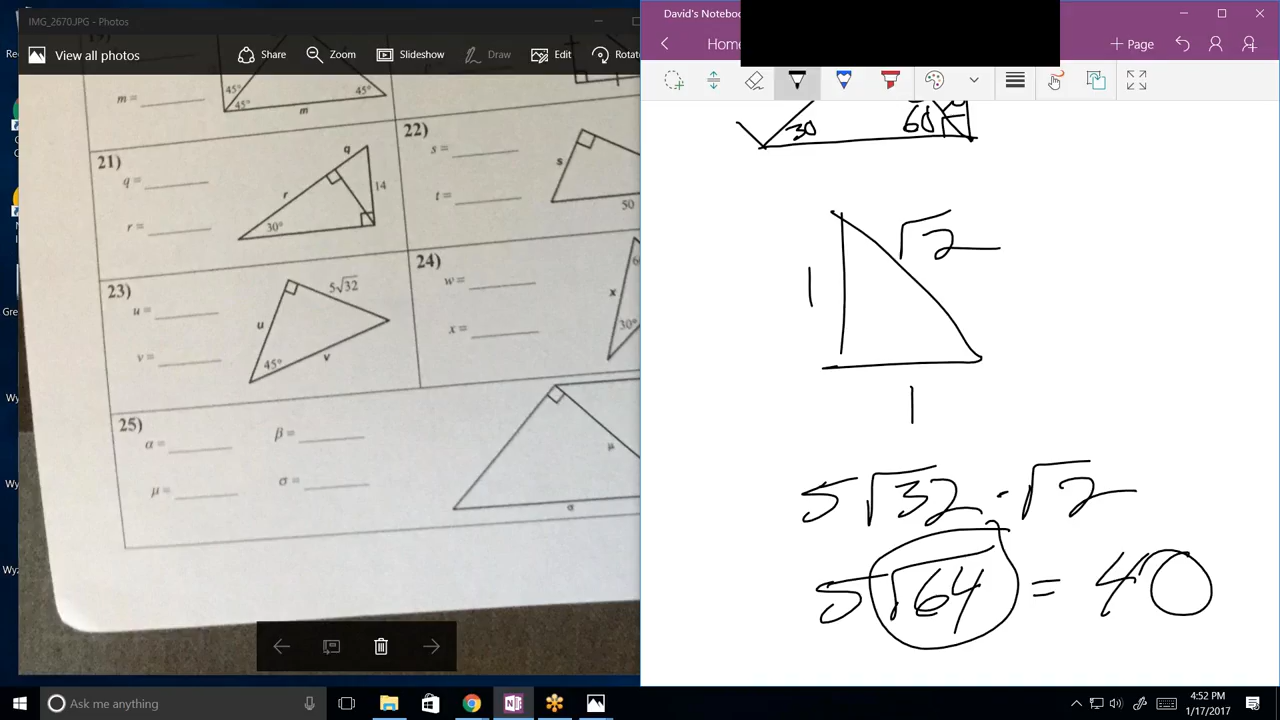 IMG_2670.JPG - Photos
View all photos
Share
Zoom
Slideshow
Draw
Edit
Rotate
m =
45°
45°
45°
m
21)
q =
r =
q
r
14
30°
22)
s =
t =
s
50
23)
u =
v =
5√32
u
v
45°
24)
w =
x =
x
30°
25)
α =
β =
μ =
σ =
μ
David's Noteboo
Home
Page
30
60
√2
1
1
5√32 · √2
5√64 = 40
Ask me anything
4:52 PM
1/17/2017